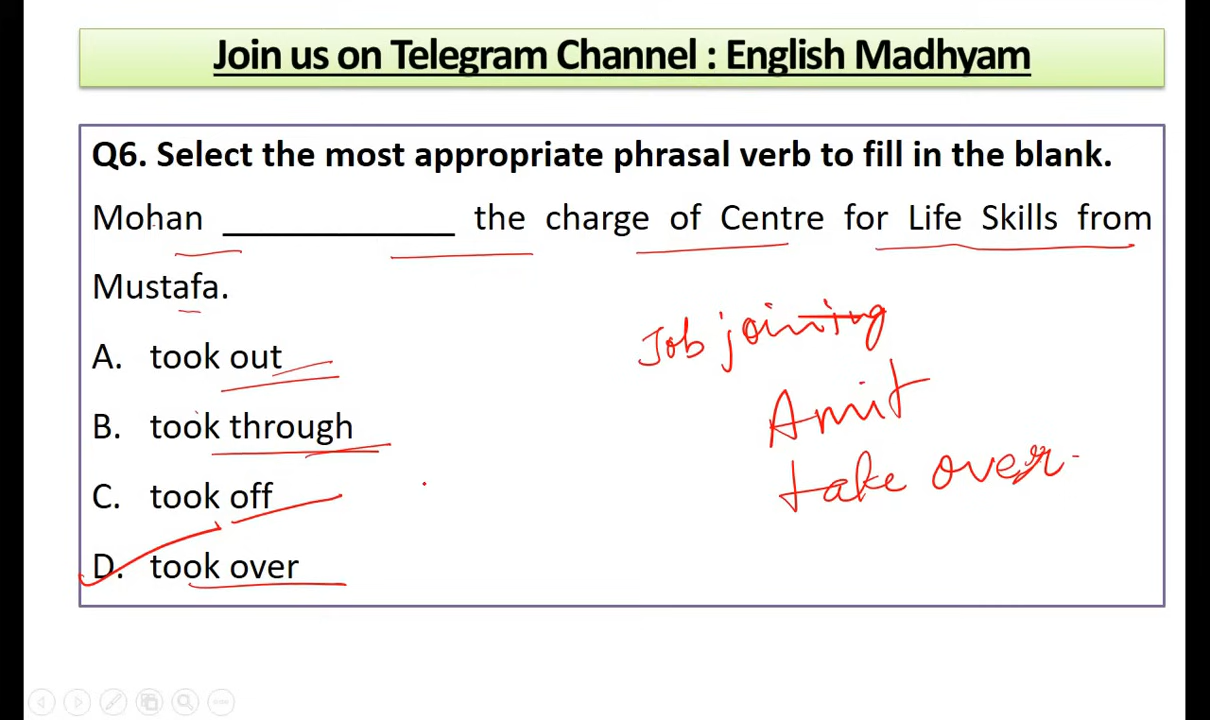 Join us on Telegram Channel : English Madhyam
Q6. Select the most appropriate phrasal verb to fill in the blank.
Mohan ____________ the charge of Centre for Life Skills from
Mustafa.
A. took out
B. took through
C. took off
D. took over
Job joining
Amit
take over